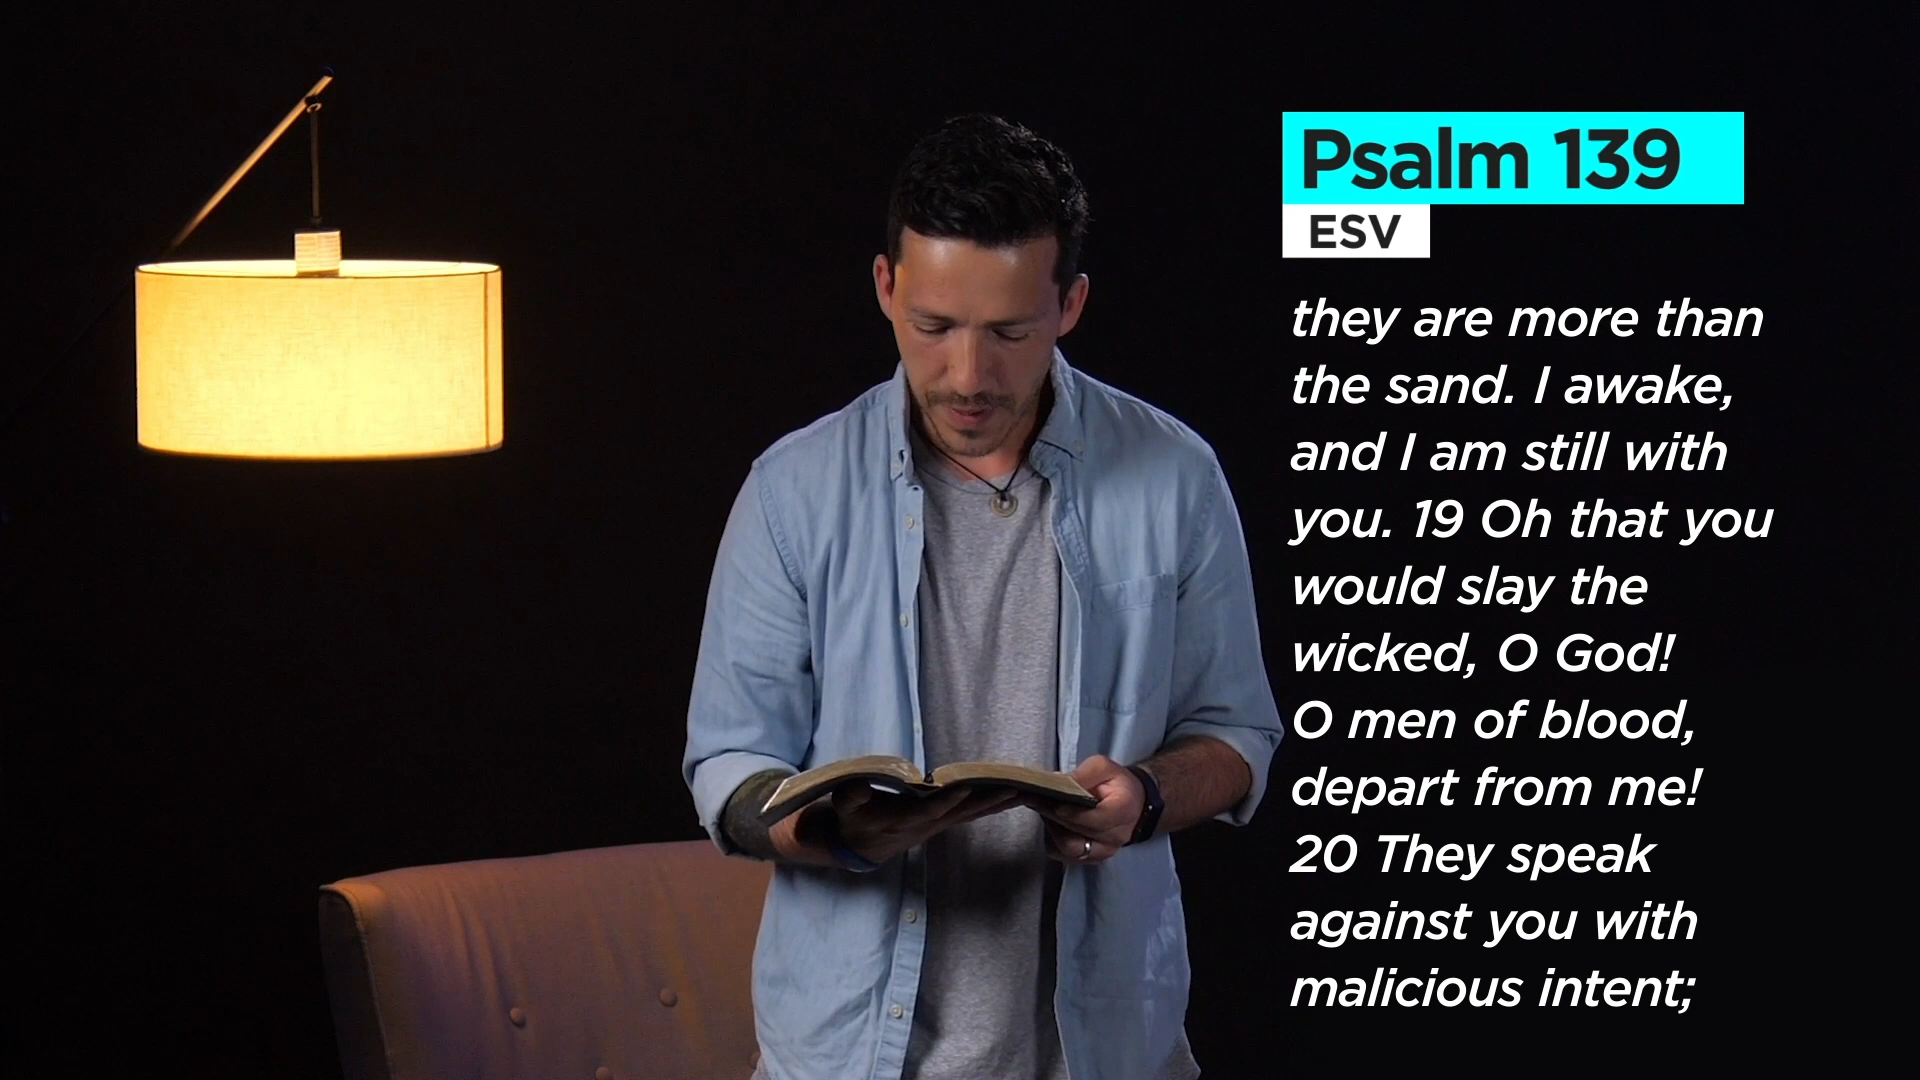 Psalm 139
ESV
they are more than
the sand. I awake,
and I am still with
you. 19 Oh that you
would slay the
wicked, O God!
O men of blood,
depart from me!
20 They speak
against you with
malicious intent;